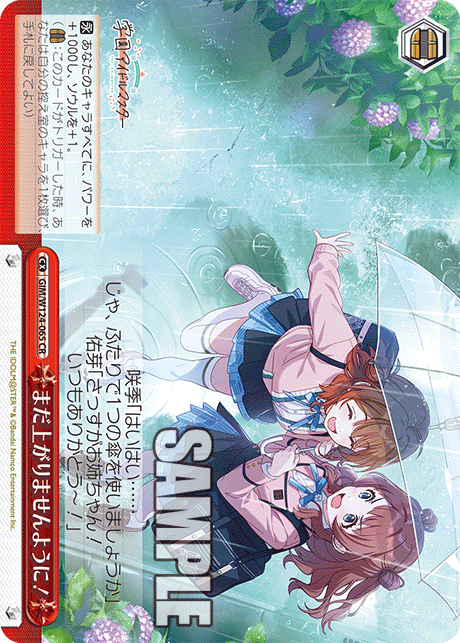 学園アイドルマスター
【永】 あなたのキャラすべてに、パワーを
+1000し、ソウルを+1。
(:このカードがトリガーした時、あ
なたは自分の控え室のキャラを1枚選び、
手札に戻してよい)
咲季「はいはい……
じゃ、ふたりで1つの傘を使いましょうか」
佑芽「さっすがお姉ちゃん!
いつもありがとう~!」
SAMPLE
CX
GIM/W124-065 CR
まだ上がりませんように!
THE IDOLM@STER™& ©Bandai Namco Entertainment Inc.